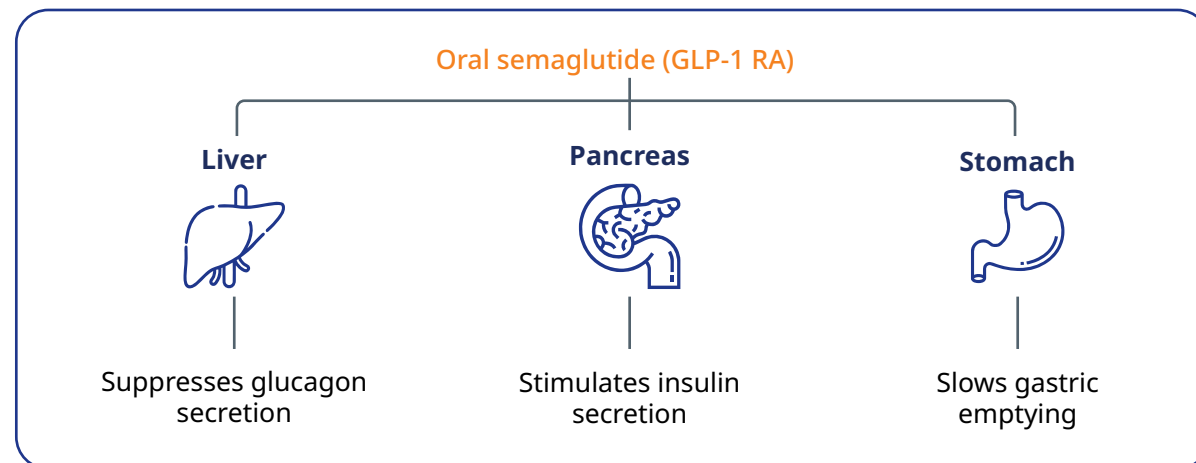 Oral semaglutide (GLP-1 RA)
Liver
Pancreas
Stomach
Suppresses glucagon
secretion
Stimulates insulin
secretion
Slows gastric
emptying